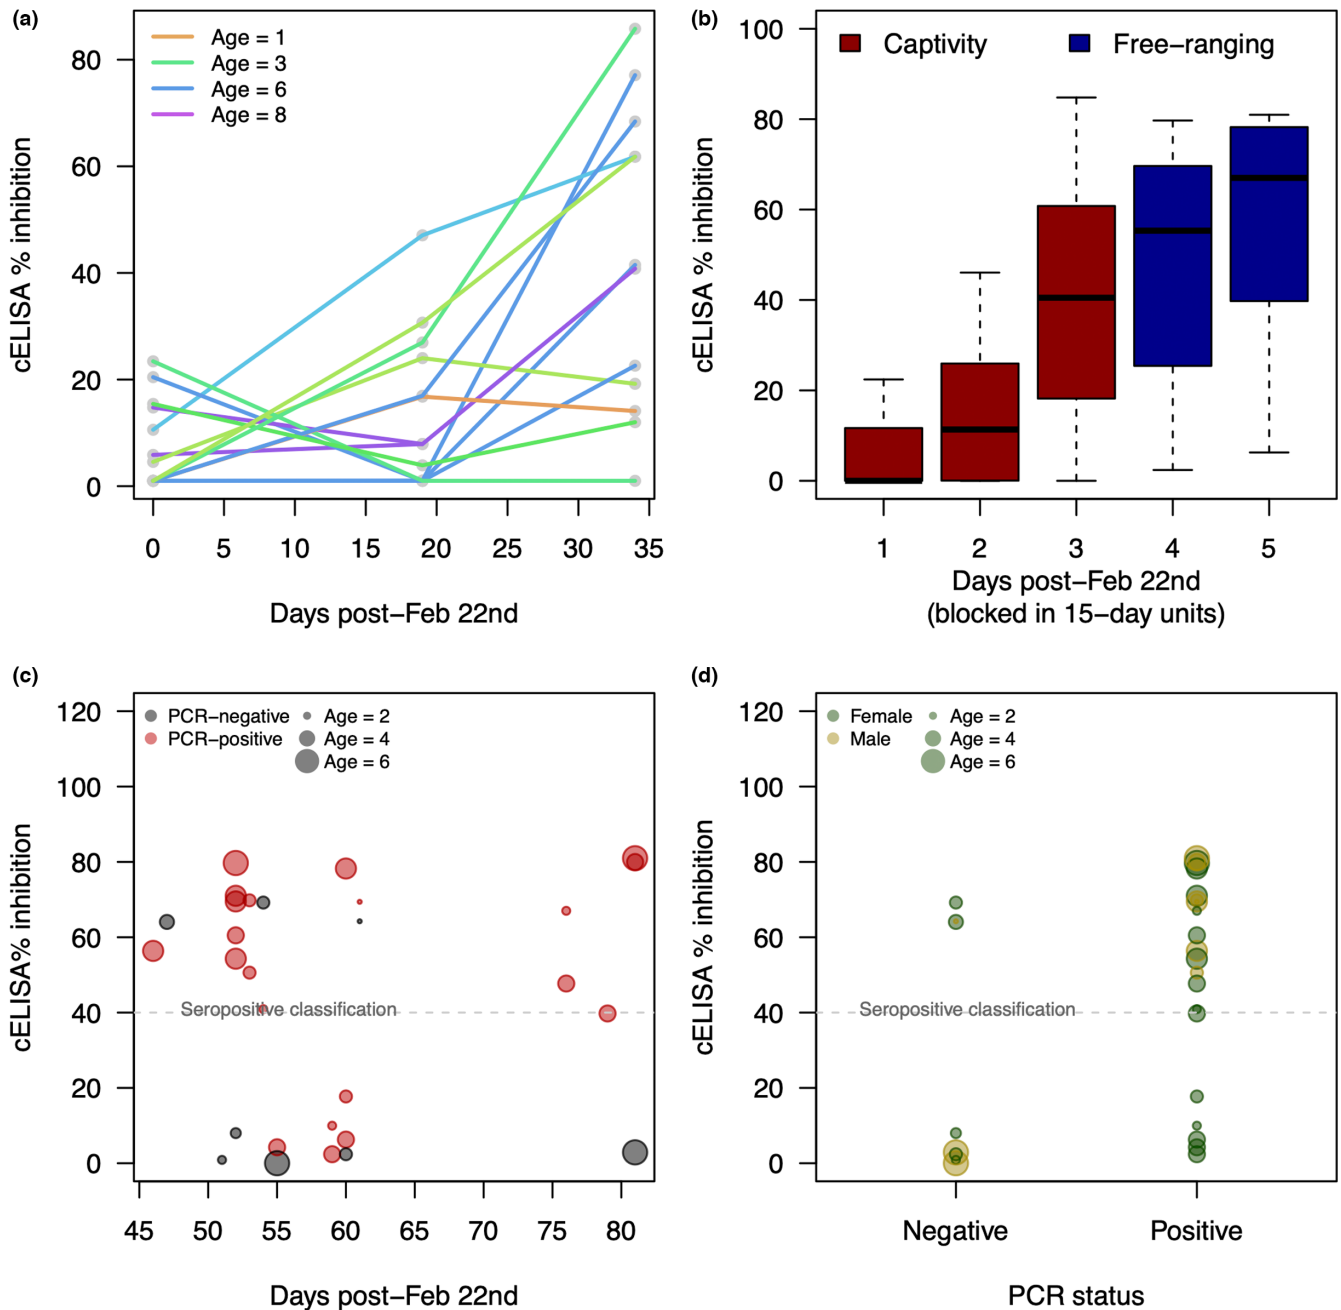 (a)
Age = 1
Age = 3
Age = 6
Age = 8
80
60
40
20
0
cELISA % inhibition
0 5 10 15 20 25 30 35
Days post−Feb 22nd
(b)
Captivity Free−ranging
100
80
60
40
20
0
cELISA % inhibition
1 2 3 4 5
Days post−Feb 22nd
(blocked in 15−day units)
(c)
PCR−negative Age = 2
PCR−positive Age = 4
Age = 6
120
100
80
60
40
20
0
cELISA% inhibition
Seropositive classification
45 50 55 60 65 70 75 80
Days post−Feb 22nd
(d)
Female Age = 2
Male Age = 4
Age = 6
120
100
80
60
40
20
0
cELISA % inhibition
Seropositive classification
Negative Positive
PCR status